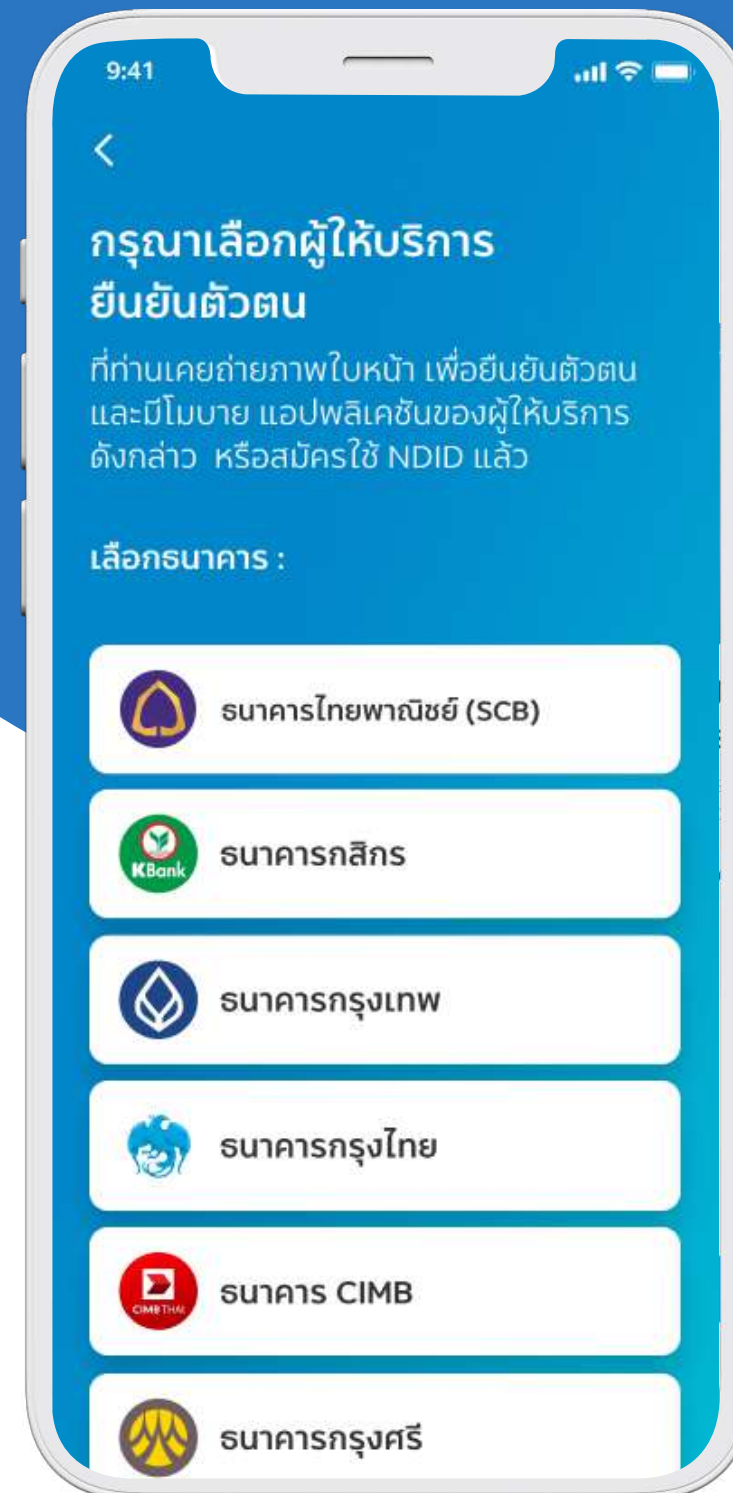 9:41
กรุณาเลือกผู้ให้บริการ
ยืนยันตัวตน
ที่ท่านเคยถ่ายภาพใบหน้า เพื่อยืนยันตัวตน
และมีโมบาย แอปพลิเคชันของผู้ให้บริการ
ดังกล่าว หรือสมัครใช้ NDID แล้ว
เลือกธนาคาร :
ธนาคารไทยพาณิชย์ (SCB)
KBank
ธนาคารกสิกร
ธนาคารกรุงเทพ
ธนาคารกรุงไทย
CIMB THAI
ธนาคาร CIMB
ธนาคารกรุงศรี